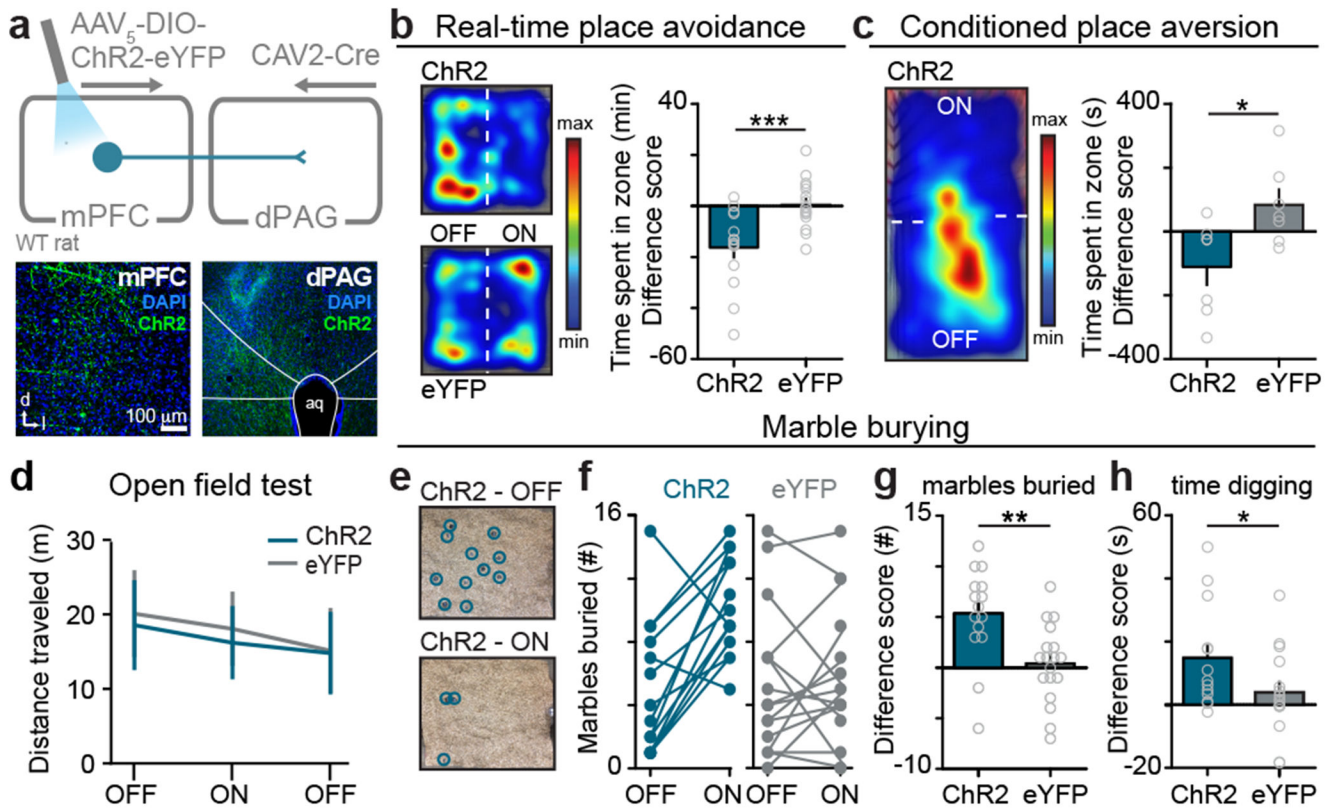 a
AAV5-DIO-
ChR2-eYFP
CAV2-Cre
mPFC
dPAG
WT rat
mPFC
DAPI
ChR2
d
l
100 µm
dPAG
DAPI
ChR2
aq
b Real-time place avoidance
ChR2
OFF ON
eYFP
max
min
Time spent in zone (min)
Difference score
40
-60
***
ChR2 eYFP
c Conditioned place aversion
ChR2
ON
OFF
max
min
Time spent in zone (s)
Difference score
400
-400
*
ChR2 eYFP
Marble burying
d Open field test
Distance traveled (m)
30
20
10
0
ChR2
eYFP
OFF ON OFF
e
ChR2 - OFF
ChR2 - ON
f
ChR2 eYFP
Marbles buried (#)
16
0
OFF ON OFF ON
g marbles buried
Difference score (#)
15
-10
**
ChR2 eYFP
h time digging
Difference score (s)
60
-20
*
ChR2 eYFP